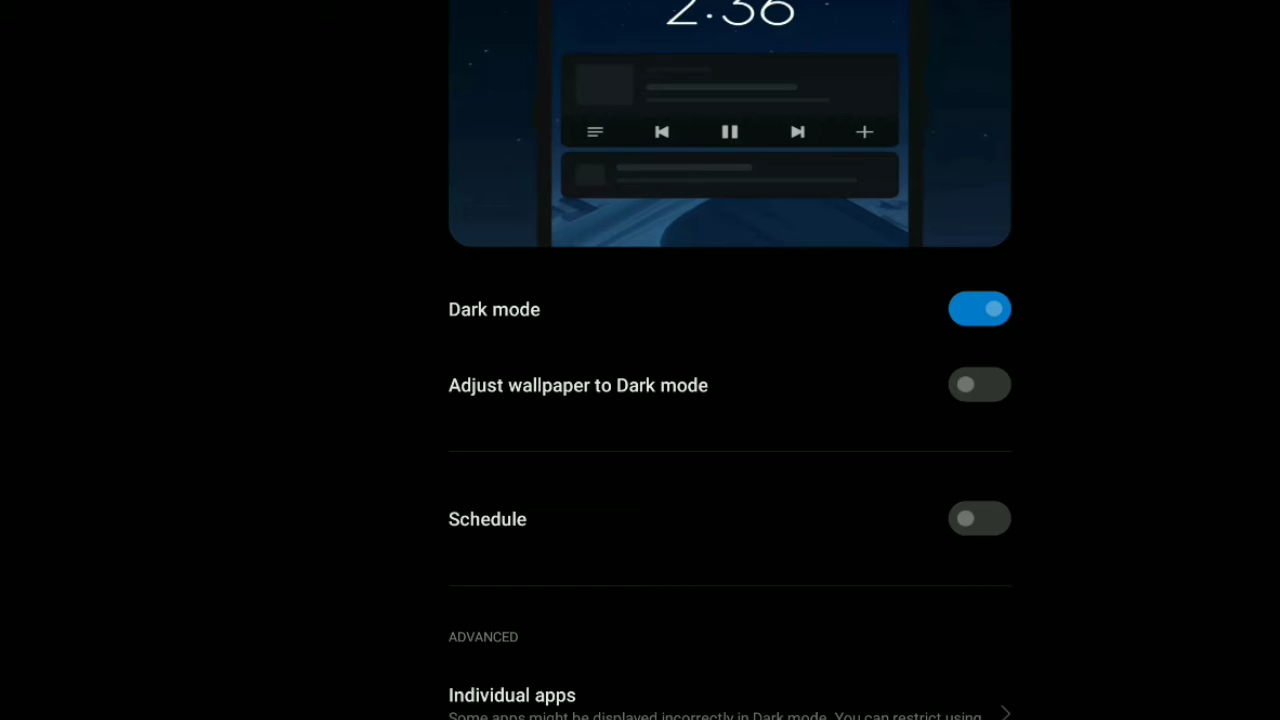 2:36
Dark mode
Adjust wallpaper to Dark mode
Schedule
ADVANCED
Individual apps
Some apps might be displayed incorrectly in Dark mode. You can restrict using